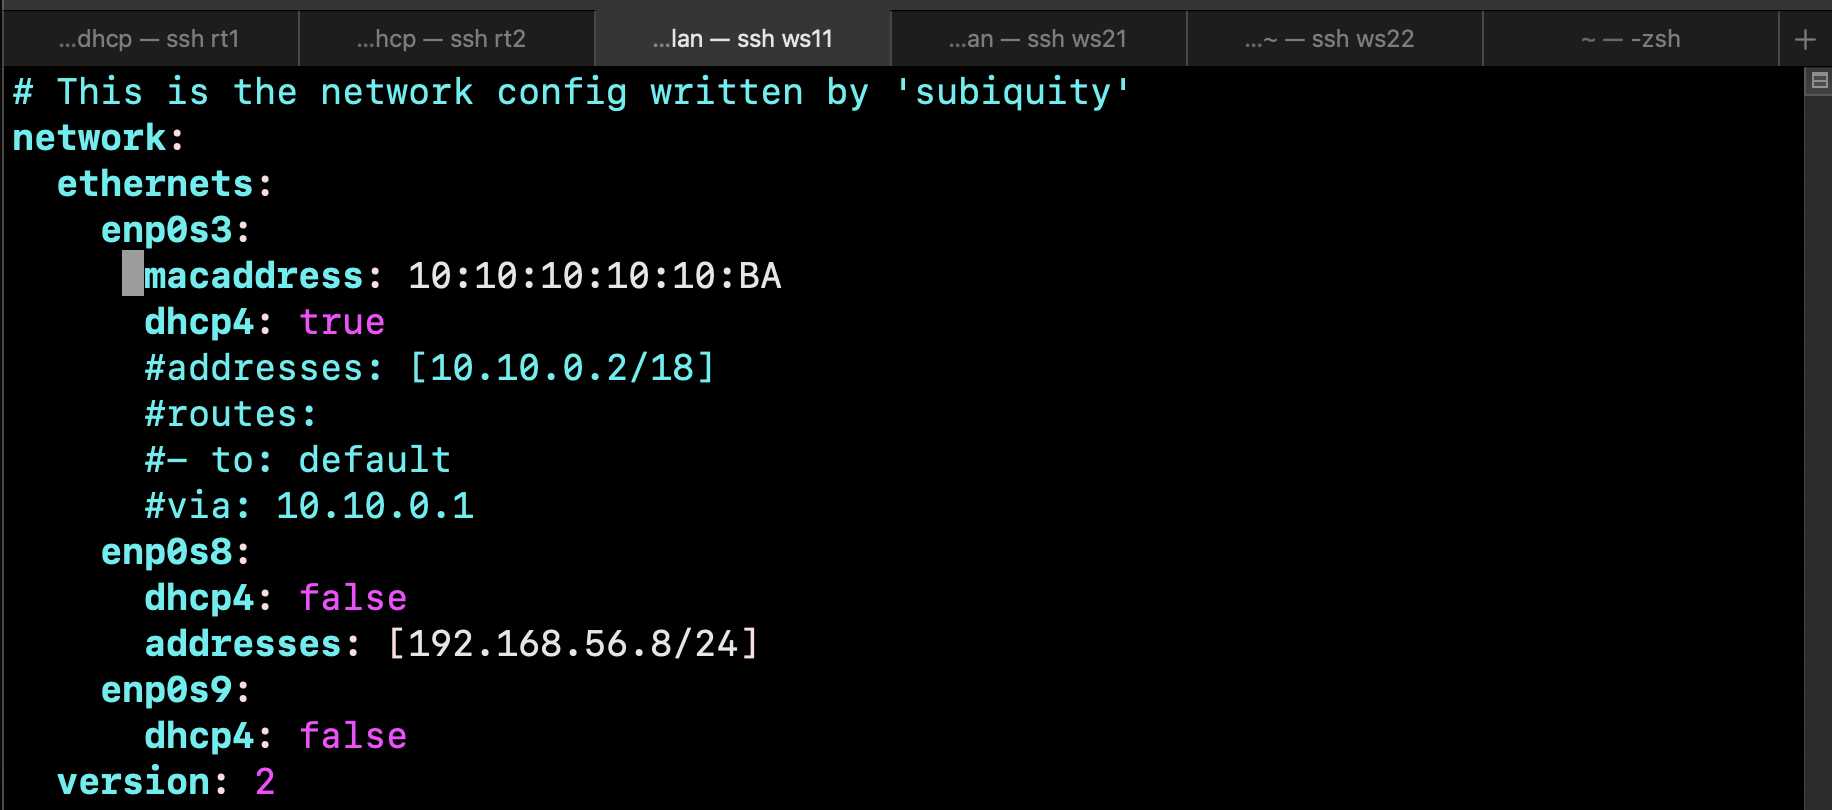 ...dhcp — ssh rt1
...hcp — ssh rt2
...lan — ssh ws11
...an — ssh ws21
...~ — ssh ws22
~ — -zsh
+
# This is the network config written by 'subiquity'
network:
  ethernets:
    enp0s3:
      macaddress: 10:10:10:10:10:BA
      dhcp4: true
      #addresses: [10.10.0.2/18]
      #routes:
      #- to: default
      #via: 10.10.0.1
    enp0s8:
      dhcp4: false
      addresses: [192.168.56.8/24]
    enp0s9:
      dhcp4: false
  version: 2